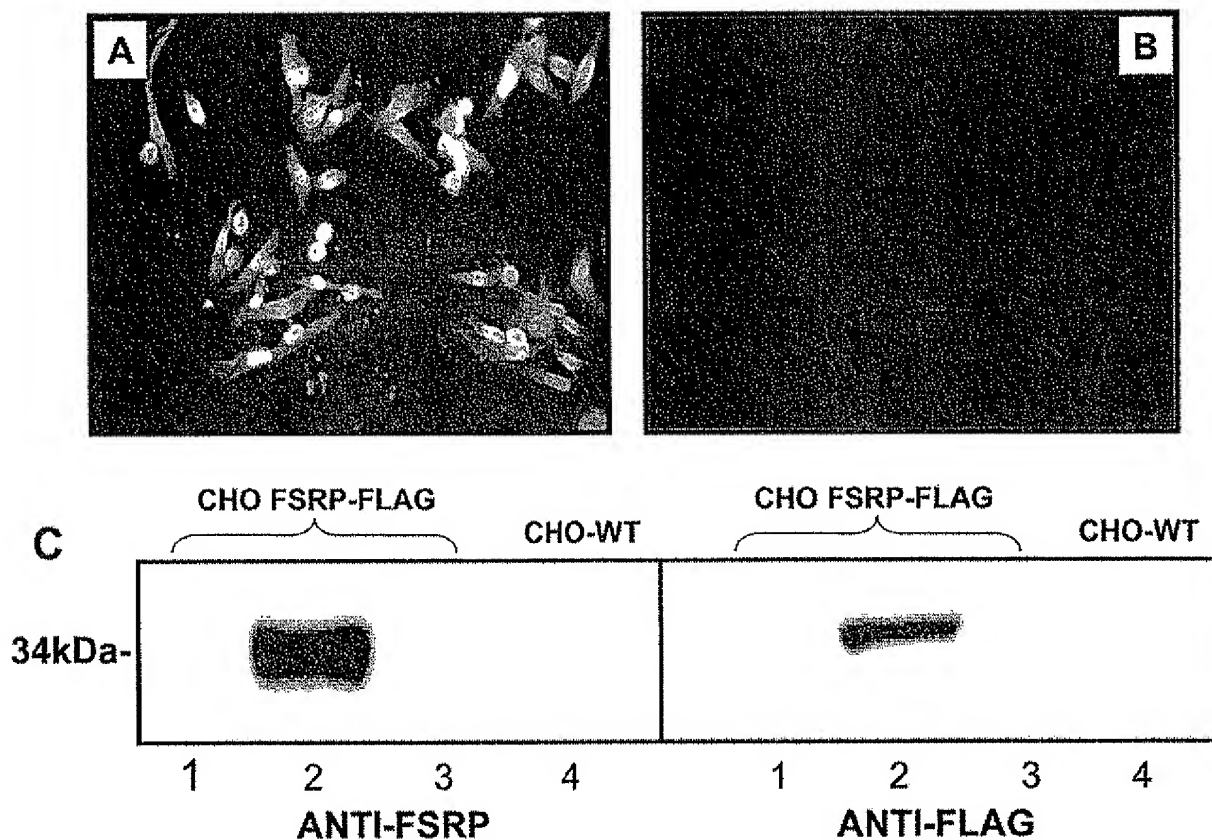 A
B
CHO FSRP-FLAG
CHO-WT
CHO FSRP-FLAG
CHO-WT
C
34kDa-
1 2 3 4
1 2 3 4
ANTI-FSRP
ANTI-FLAG